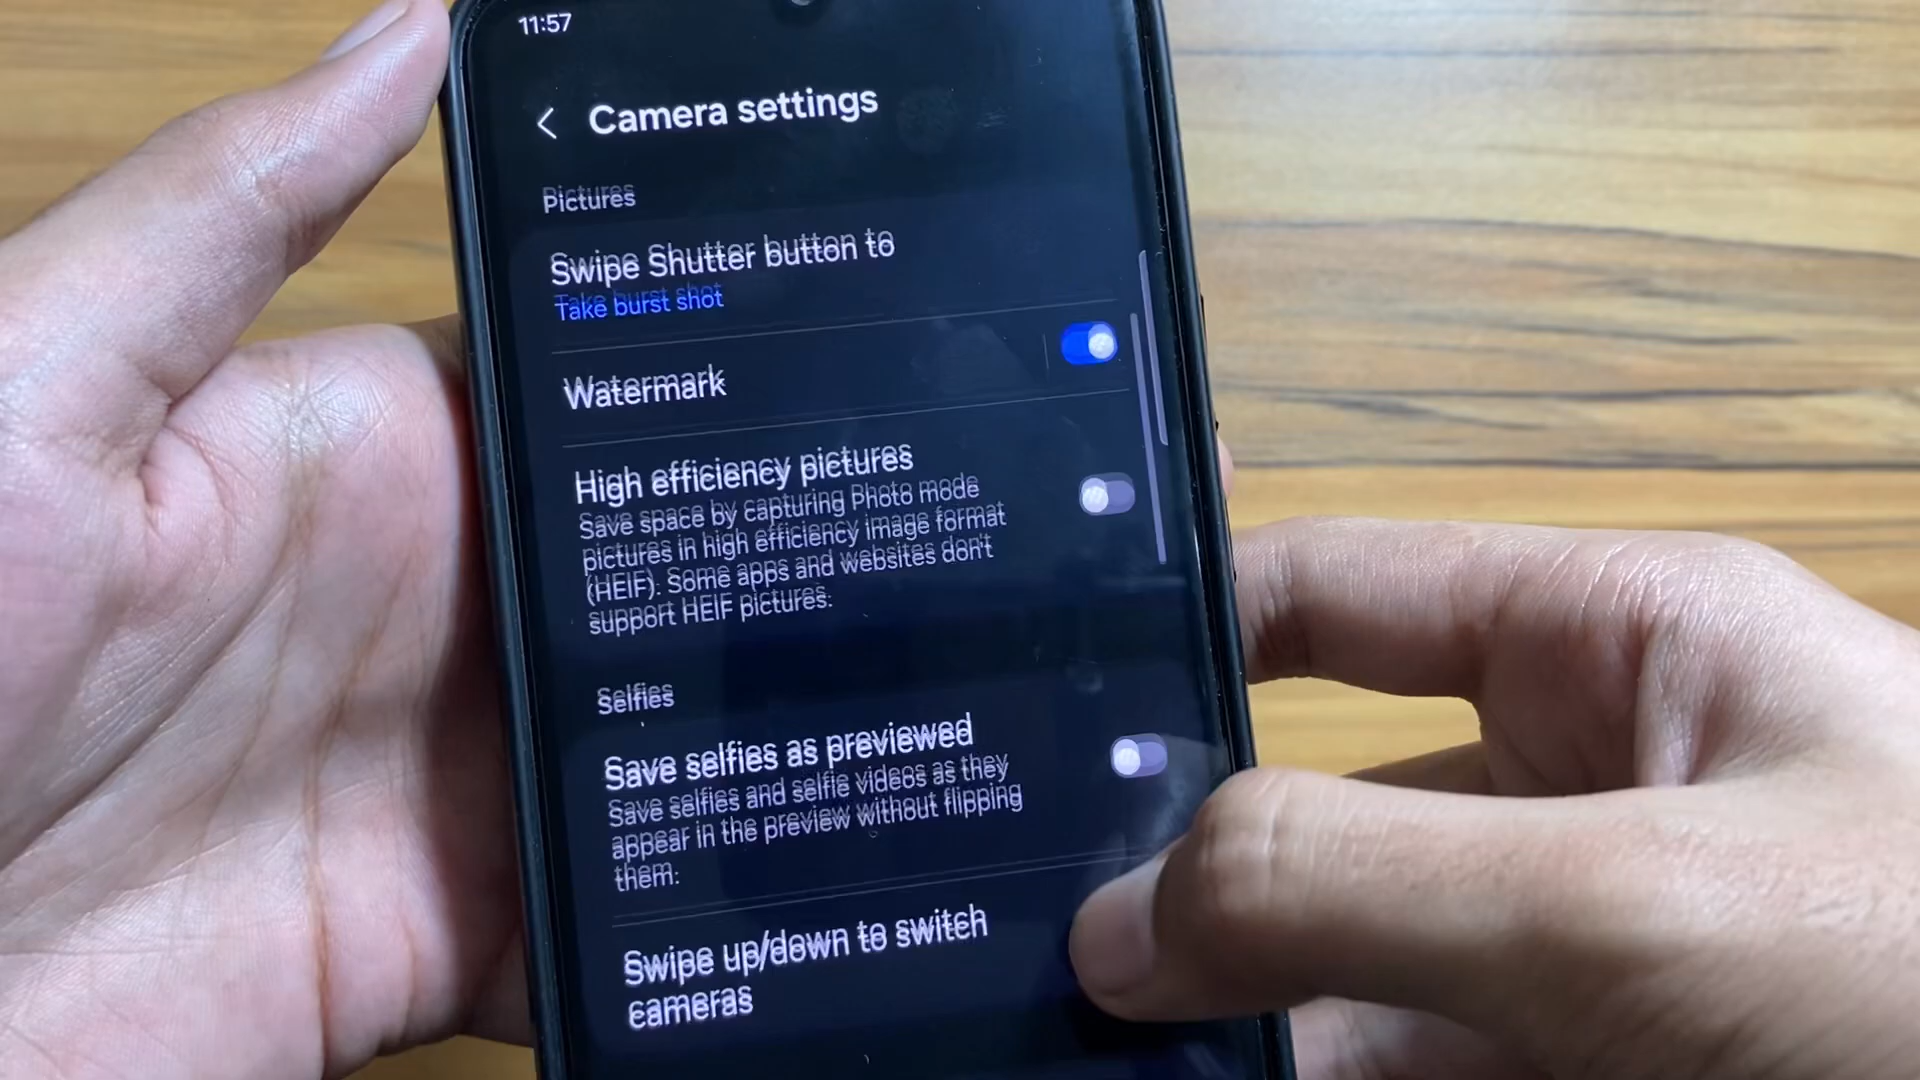 11:57
Camera settings
Pictures
Swipe Shutter button to
Take burst shot
Watermark
High efficiency pictures
Save space by capturing Photo mode
pictures in high efficiency image format
(HEIF). Some apps and websites don't
support HEIF pictures.
Selfies
Save selfies as previewed
Save selfies and selfie videos as they
appear in the preview without flipping
them.
Swipe up/down to switch
cameras